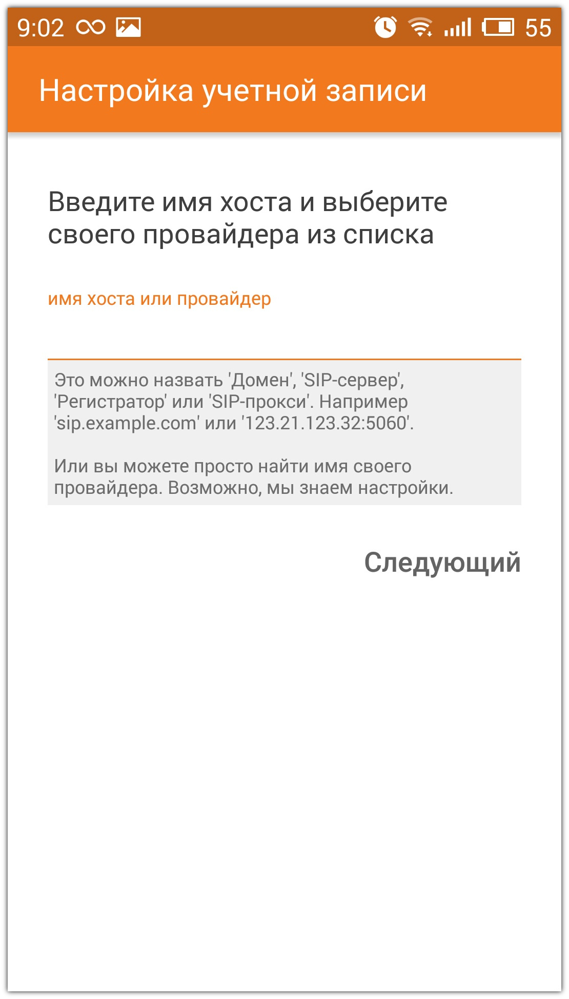 9:02 55
Настройка учетной записи
Введите имя хоста и выберите
своего провайдера из списка
имя хоста или провайдер
Это можно назвать 'Домен', 'SIP-сервер',
'Регистратор' или 'SIP-прокси'. Например
'sip.example.com' или '123.21.123.32:5060'.
Или вы можете просто найти имя своего
провайдера. Возможно, мы знаем настройки.
Следующий